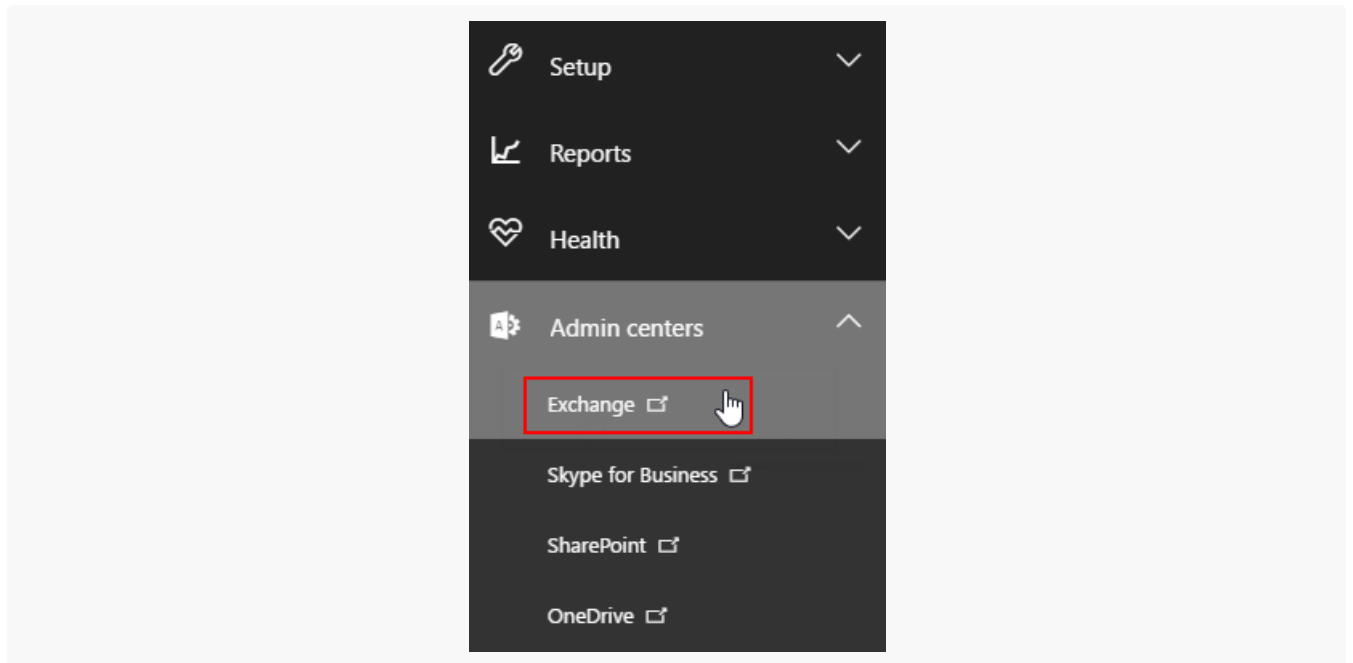 Setup
Reports
Health
Admin centers
Exchange
Skype for Business
SharePoint
OneDrive